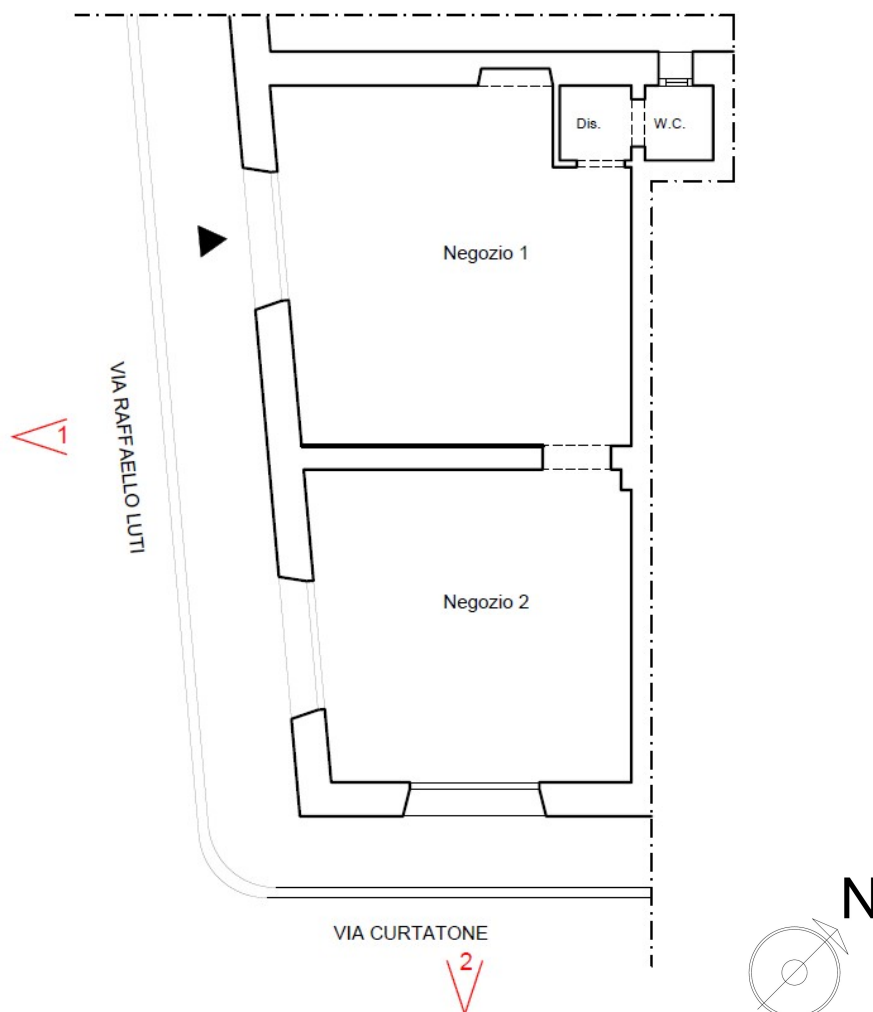 Dis.
W.C.
Negozio 1
VIA RAFFAELLO LUTI
1
Negozio 2
N
VIA CURTATONE
2